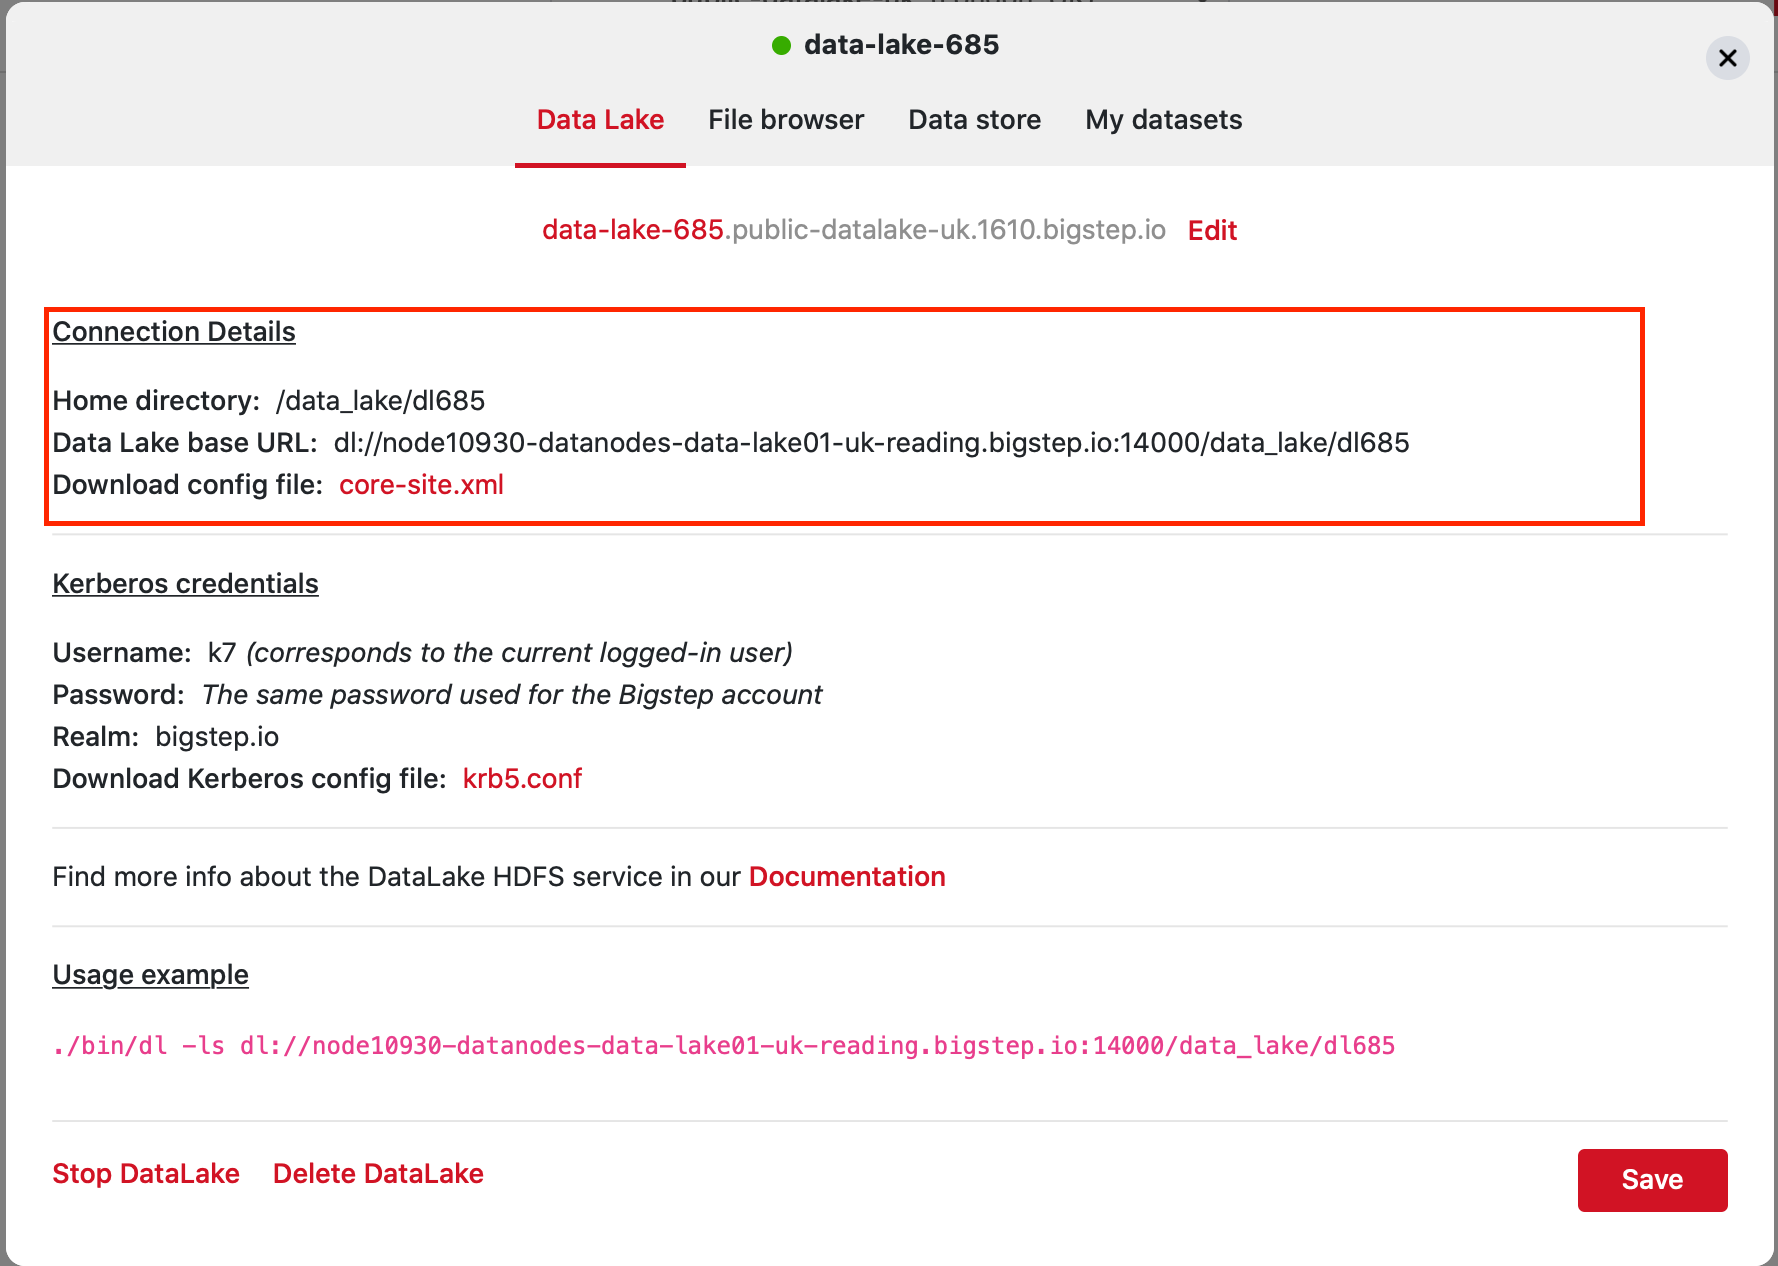 data-lake-685
Data Lake File browser Data store My datasets
data-lake-685.public-datalake-uk.1610.bigstep.io Edit
Connection Details
Home directory: /data_lake/dl685
Data Lake base URL: dl://node10930-datanodes-data-lake01-uk-reading.bigstep.io:14000/data_lake/dl685
Download config file: core-site.xml
Kerberos credentials
Username: k7 (corresponds to the current logged-in user)
Password: The same password used for the Bigstep account
Realm: bigstep.io
Download Kerberos config file: krb5.conf
Find more info about the DataLake HDFS service in our Documentation
Usage example
./bin/dl -ls dl://node10930-datanodes-data-lake01-uk-reading.bigstep.io:14000/data_lake/dl685
Stop DataLake Delete DataLake Save